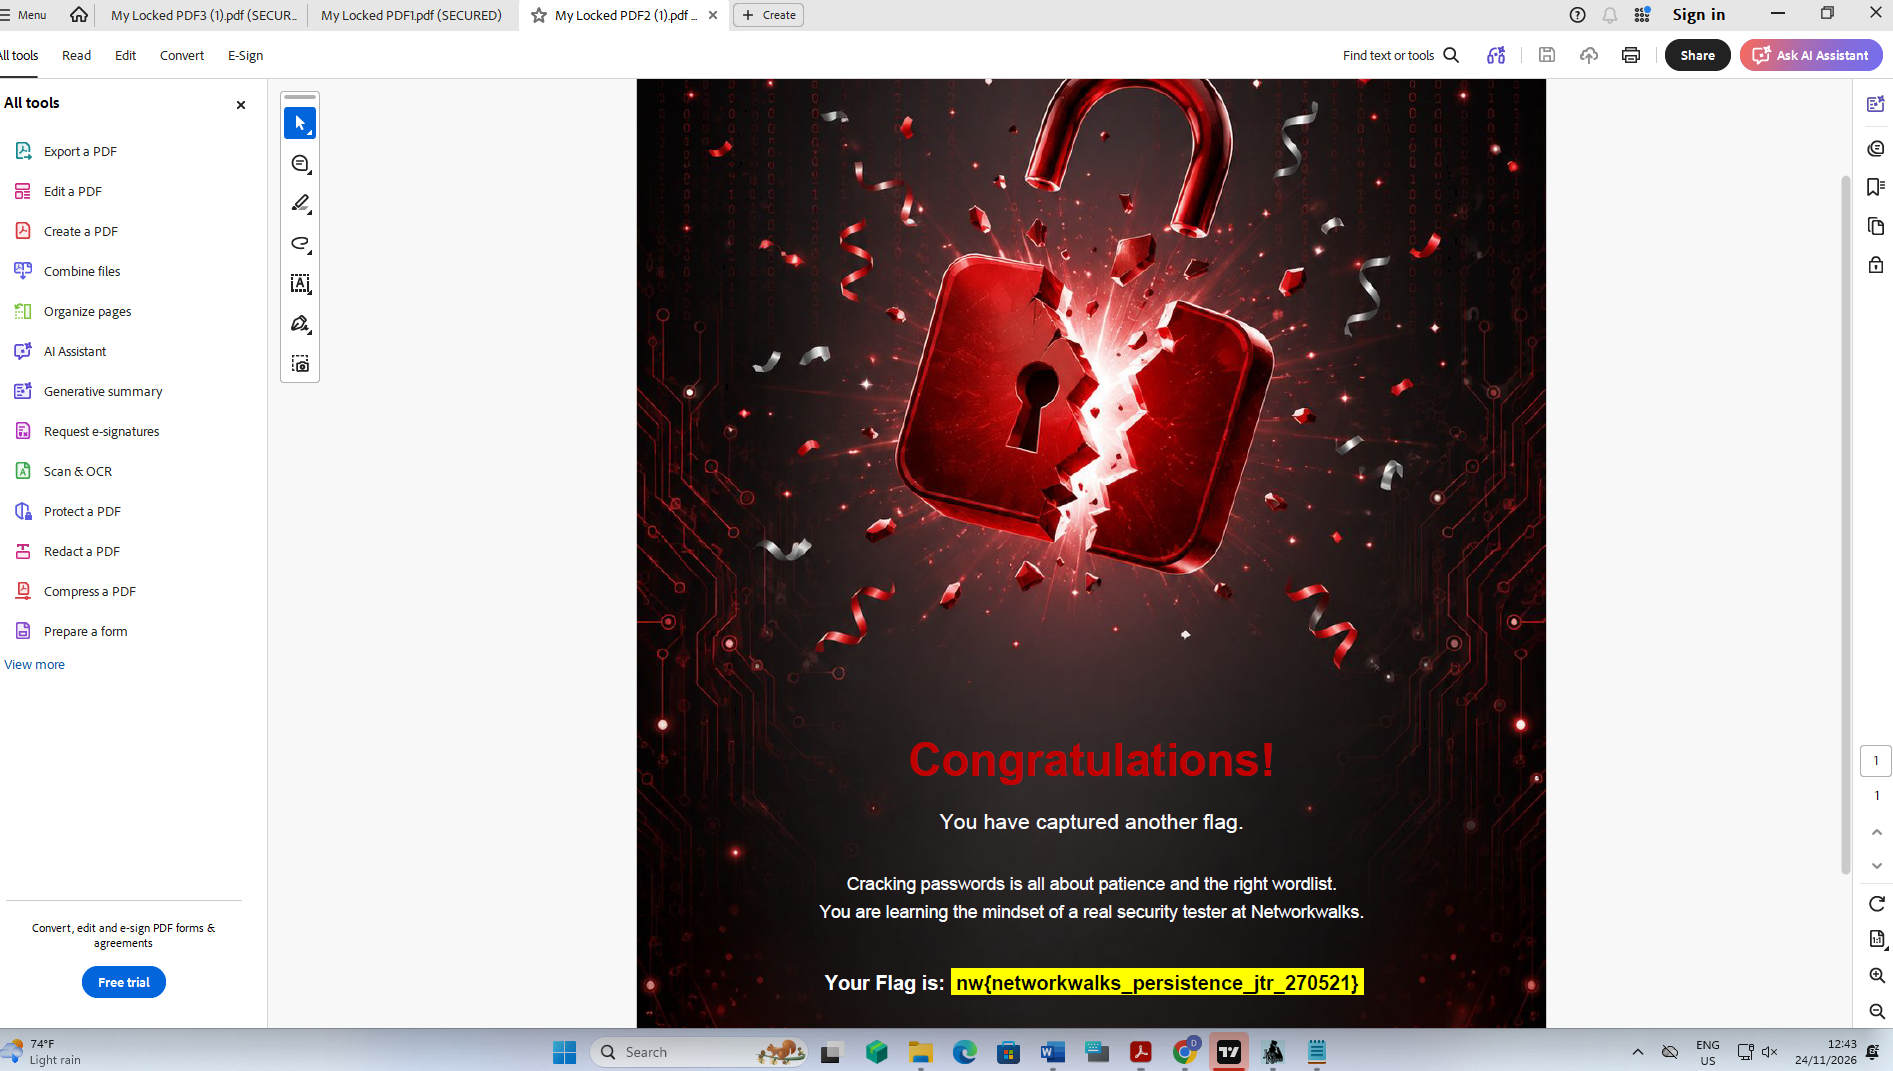 Menu
My Locked PDF3 (1).pdf (SECUR..
My Locked PDF1.pdf (SECURED)
My Locked PDF2 (1).pdf ..
Create
Sign in
All tools
Read
Edit
Convert
E-Sign
Find text or tools
Share
Ask AI Assistant
All tools
Export a PDF
Edit a PDF
Create a PDF
Combine files
Organize pages
AI Assistant
Generative summary
Request e-signatures
Scan & OCR
Protect a PDF
Redact a PDF
Compress a PDF
Prepare a form
View more
Convert, edit and e-sign PDF forms &
agreements
Free trial
Congratulations!
You have captured another flag.
Cracking passwords is all about patience and the right wordlist.
You are learning the mindset of a real security tester at Networkwalks.
Your Flag is: nw{networkwalks_persistence_jtr_270521}
1
1
74°F
Light rain
Search
ENG
US
12:43
24/11/2026